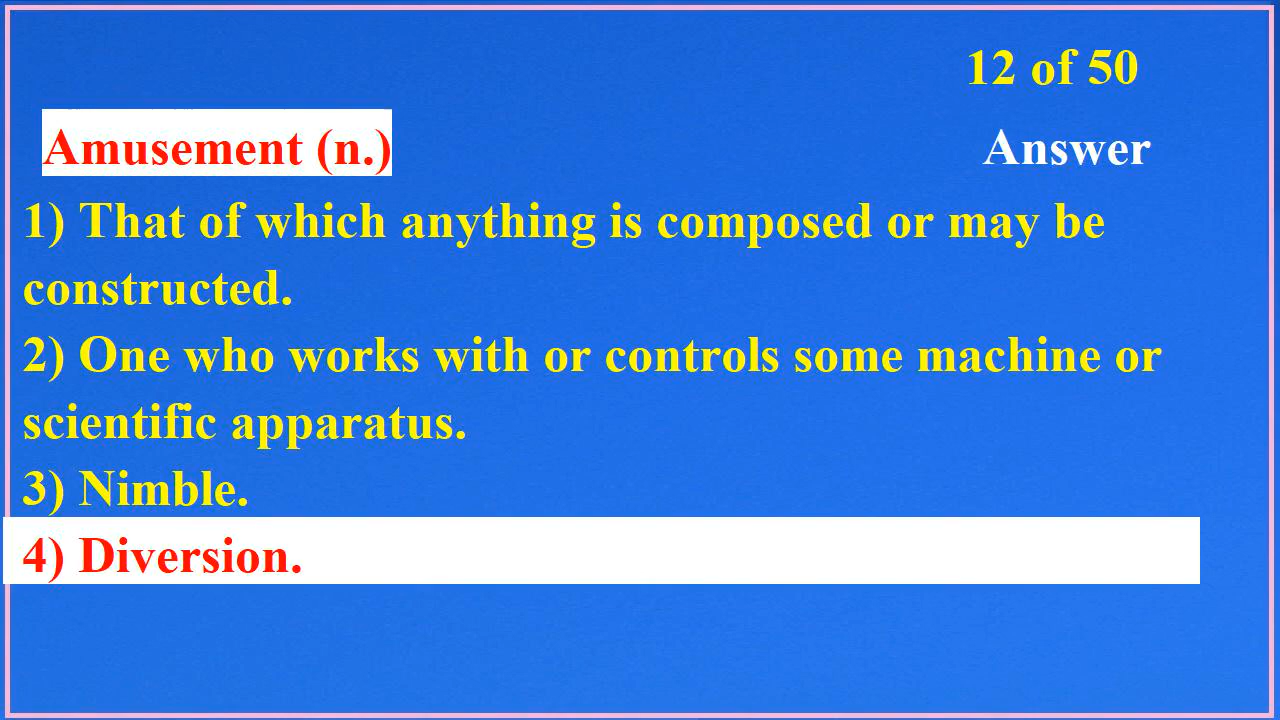 12 of 50
Amusement (n.)
Answer
1) That of which anything is composed or may be
constructed.
2) One who works with or controls some machine or
scientific apparatus.
3) Nimble.
4) Diversion.